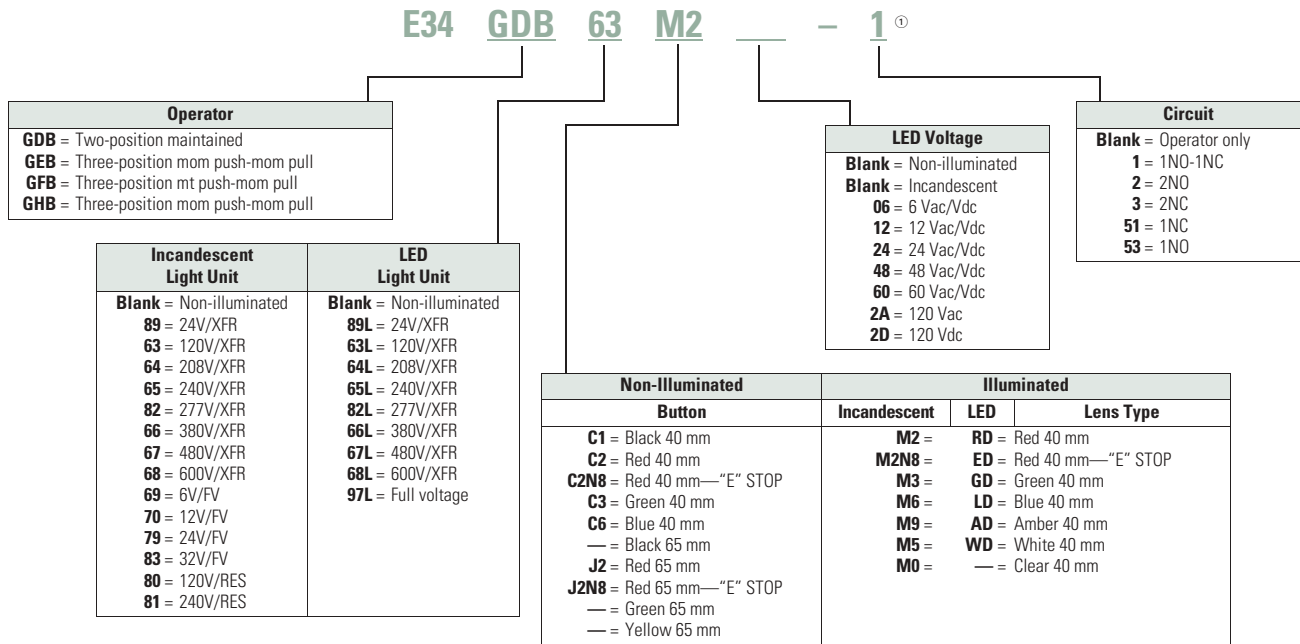 E34 GDB 63 M2 ___ – 1 ①
Operator
GDB = Two-position maintained
GEB = Three-position mom push-mom pull
GFB = Three-position mt push-mom pull
GHB = Three-position mom push-mom pull
Incandescent Light Unit
Blank = Non-illuminated
89 = 24V/XFR
63 = 120V/XFR
64 = 208V/XFR
65 = 240V/XFR
82 = 277V/XFR
66 = 380V/XFR
67 = 480V/XFR
68 = 600V/XFR
69 = 6V/FV
70 = 12V/FV
79 = 24V/FV
83 = 32V/FV
80 = 120V/RES
81 = 240V/RES
LED Light Unit
Blank = Non-illuminated
89L = 24V/XFR
63L = 120V/XFR
64L = 208V/XFR
65L = 240V/XFR
82L = 277V/XFR
66L = 380V/XFR
67L = 480V/XFR
68L = 600V/XFR
97L = Full voltage
Non-Illuminated
Button
C1 = Black 40 mm
C2 = Red 40 mm
C2N8 = Red 40 mm—“E” STOP
C3 = Green 40 mm
C6 = Blue 40 mm
— = Black 65 mm
J2 = Red 65 mm
J2N8 = Red 65 mm—“E” STOP
— = Green 65 mm
— = Yellow 65 mm
Illuminated
Incandescent LED Lens Type
M2 = RD = Red 40 mm
M2N8 = ED = Red 40 mm—“E” STOP
M3 = GD = Green 40 mm
M6 = LD = Blue 40 mm
M9 = AD = Amber 40 mm
M5 = WD = White 40 mm
M0 = — = Clear 40 mm
LED Voltage
Blank = Non-illuminated
Blank = Incandescent
06 = 6 Vac/Vdc
12 = 12 Vac/Vdc
24 = 24 Vac/Vdc
48 = 48 Vac/Vdc
60 = 60 Vac/Vdc
2A = 120 Vac
2D = 120 Vdc
Circuit
Blank = Operator only
1 = 1NO-1NC
2 = 2NO
3 = 2NC
51 = 1NC
53 = 1NO